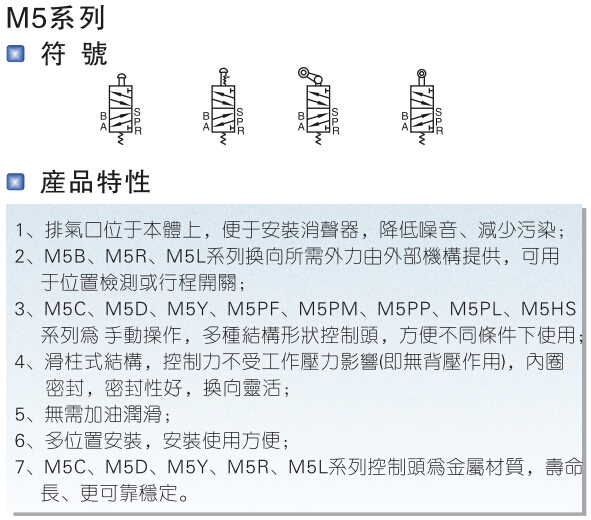 M5系列
符 號
B A S P R
B A S P R
B A S P R
B A S P R
産品特性
1、排氣口位于本體上，便于安裝消聲器，降低噪音、減少污染；
2、M5B、M5R、M5L系列换向所需外力由外部機構提供，可用
于位置檢測或行程開關；
3、M5C、M5D、M5Y、M5PF、M5PM、M5PP、M5PL、M5HS
系列爲 手動操作，多種結構形狀控制頭，方便不同條件下使用；
4、滑柱式結構，控制力不受工作壓力影響(即無背壓作用)，內圈
密封，密封性好，换向靈活；
5、無需加油潤滑；
6、多位置安裝，安裝使用方便；
7、M5C、M5D、M5Y、M5R、M5L系列控制頭爲金屬材質，壽命
長、更可靠穩定。